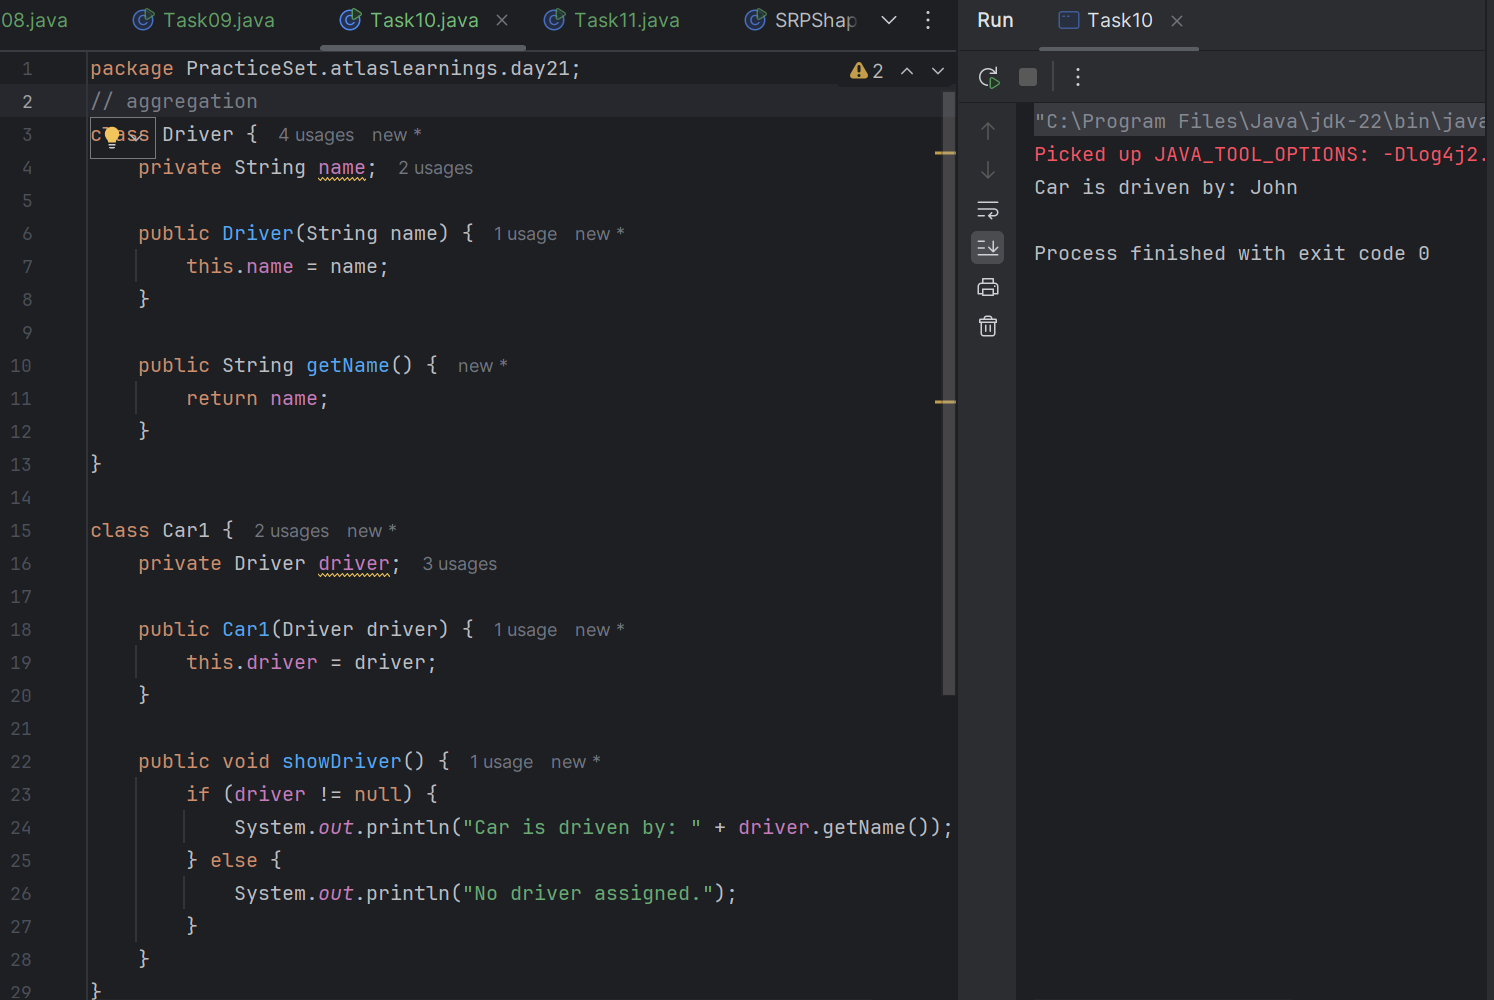 08.java Task09.java Task10.java Task11.java SRPShap
Run Task10
2
1 package PracticeSet.atlaslearnings.day21;
2 // aggregation
3 class Driver { 4 usages new *
4 private String name; 2 usages
5
6 public Driver(String name) { 1 usage new *
7 this.name = name;
8 }
9
10 public String getName() { new *
11 return name;
12 }
13 }
14
15 class Car1 { 2 usages new *
16 private Driver driver; 3 usages
17
18 public Car1(Driver driver) { 1 usage new *
19 this.driver = driver;
20 }
21
22 public void showDriver() { 1 usage new *
23 if (driver != null) {
24 System.out.println("Car is driven by: " + driver.getName());
25 } else {
26 System.out.println("No driver assigned.");
27 }
28 }
29 }
"C:\Program Files\Java\jdk-22\bin\java
Picked up JAVA_TOOL_OPTIONS: -Dlog4j2.
Car is driven by: John
Process finished with exit code 0